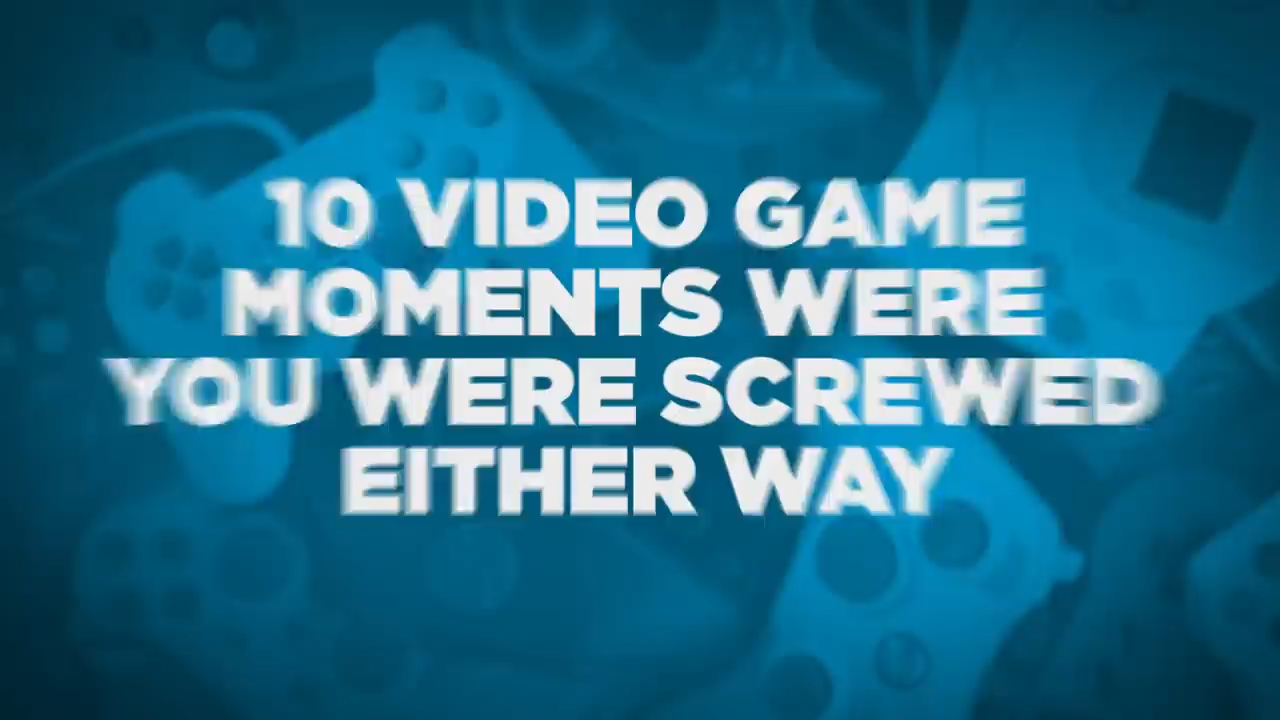 10 VIDEO GAME
MOMENTS WERE
YOU WERE SCREWED
EITHER WAY